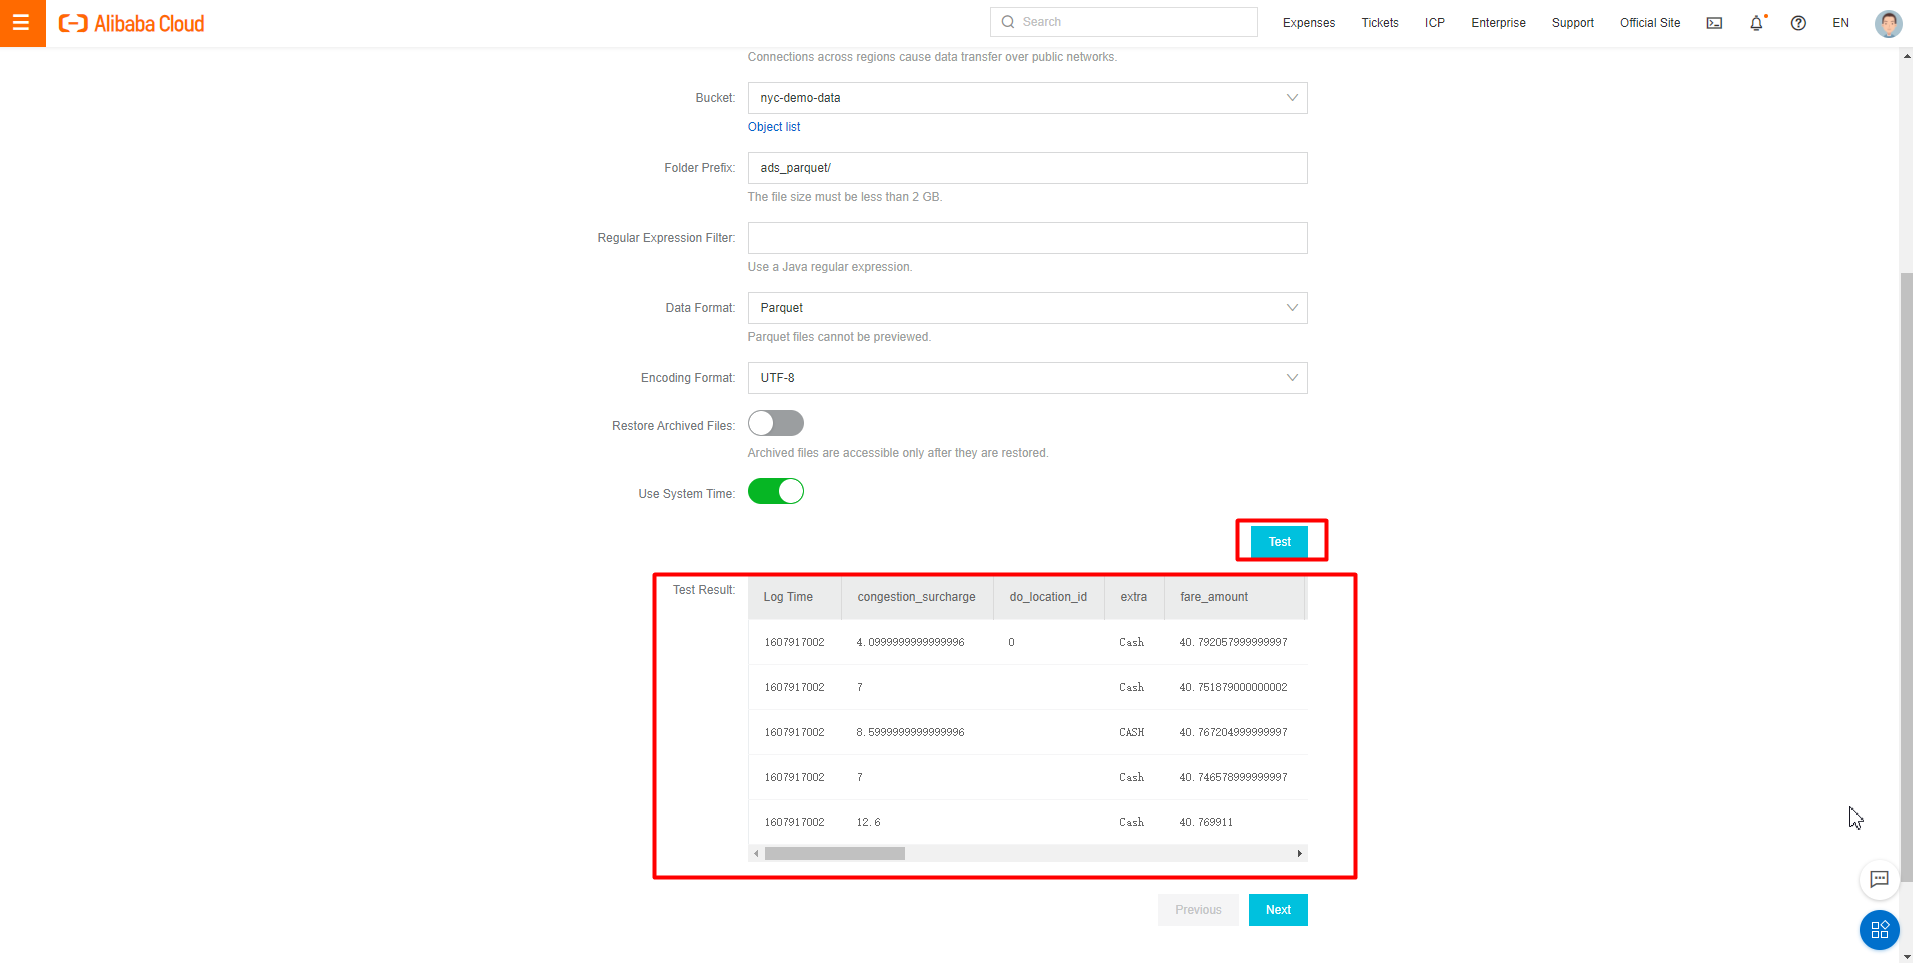 Alibaba Cloud
Search
Expenses
Tickets
ICP
Enterprise
Support
Official Site
EN
Connections across regions cause data transfer over public networks.
Bucket:
nyc-demo-data
Object list
Folder Prefix:
ads_parquet/
The file size must be less than 2 GB.
Regular Expression Filter:
Use a Java regular expression.
Data Format:
Parquet
Parquet files cannot be previewed.
Encoding Format:
UTF-8
Restore Archived Files:
Archived files are accessible only after they are restored.
Use System Time:
Test
Test Result:
Log Time congestion_surcharge do_location_id extra fare_amount
1607917002 4.0999999999999996 0 Cash 40.792057999999997
1607917002 7 Cash 40.751879000000002
1607917002 8.5999999999999996 CASH 40.767204999999997
1607917002 7 Cash 40.746578999999997
1607917002 12.6 Cash 40.769911
Previous
Next